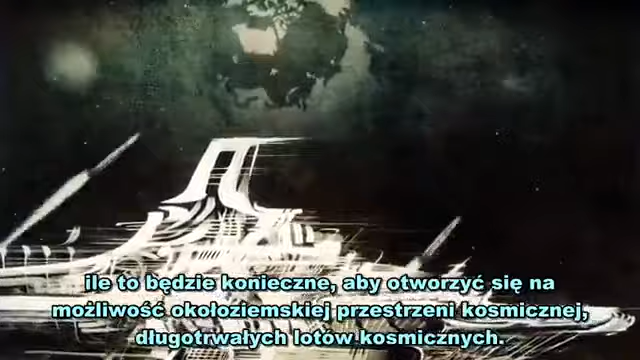 ile to będzie konieczne, aby otworzyć się na
możliwość okołoziemskiej przestrzeni kosmicznej,
długotrwałych lotów kosmicznych.